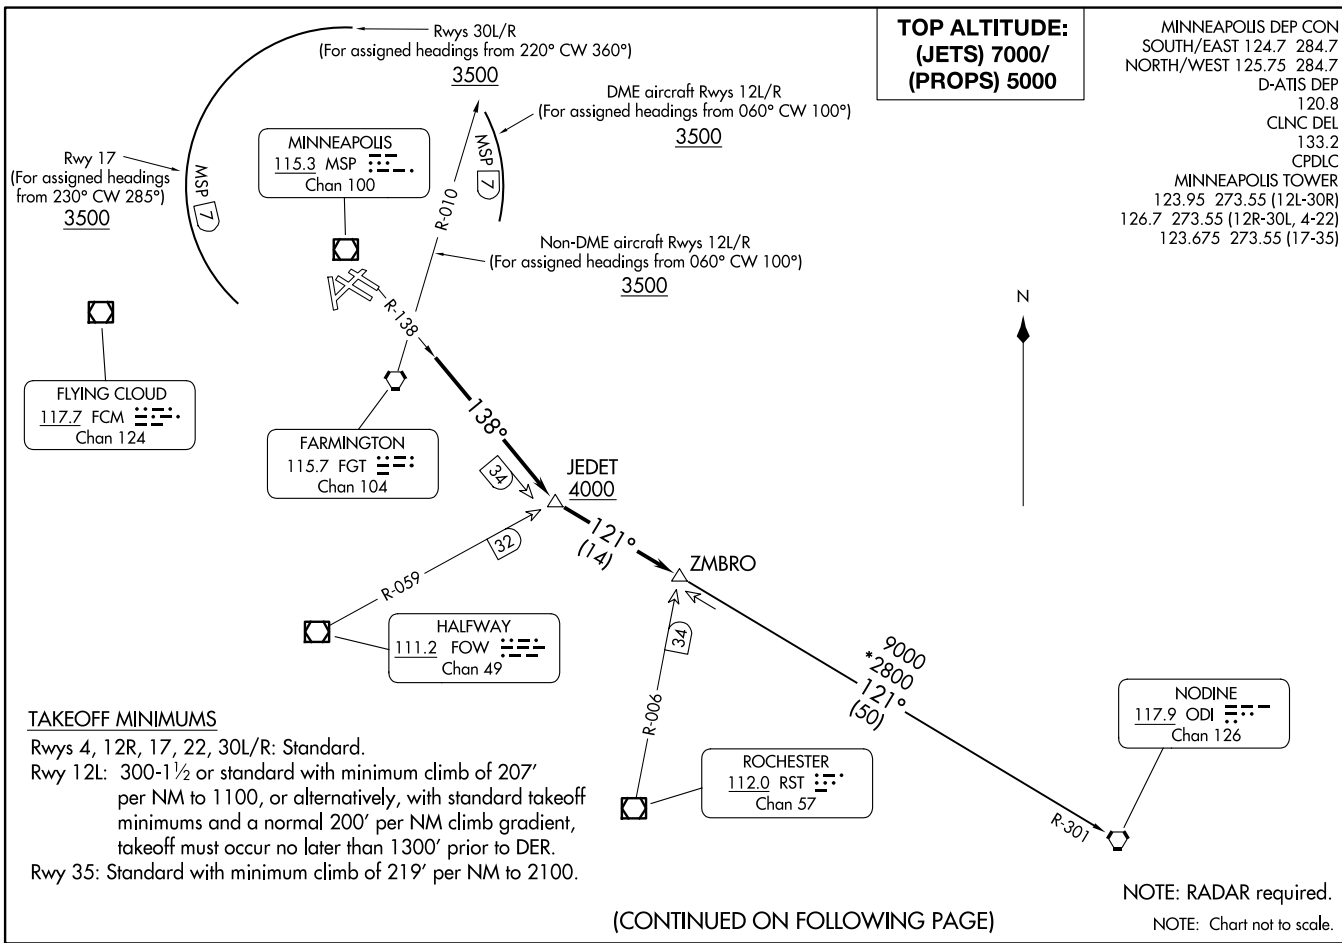 TOP ALTITUDE:
(JETS) 7000/
(PROPS) 5000
MINNEAPOLIS DEP CON
SOUTH/EAST 124.7 284.7
NORTH/WEST 125.75 284.7
D-ATIS DEP
120.8
CLNC DEL
133.2
CPDLC
MINNEAPOLIS TOWER
123.95 273.55 (12L-30R)
126.7 273.55 (12R-30L, 4-22)
123.675 273.55 (17-35)
Rwys 30L/R
(For assigned headings from 220° CW 360°)
3500
DME aircraft Rwys 12L/R
(For assigned headings from 060° CW 100°)
3500
Rwy 17
(For assigned headings
from 230° CW 285°)
3500
MSP 7
MINNEAPOLIS
115.3 MSP
Chan 100
MSP 7
R-010
Non-DME aircraft Rwys 12L/R
(For assigned headings from 060° CW 100°)
3500
N
R-138
FLYING CLOUD
117.7 FCM
Chan 124
FARMINGTON
115.7 FGT
Chan 104
138°
34
JEDET
4000
121°
(14)
32
R-059
ZMBRO
HALFWAY
111.2 FOW
Chan 49
34
R-006
9000
*2800
121°
(50)
NODINE
117.9 ODI
Chan 126
ROCHESTER
112.0 RST
Chan 57
R-301
TAKEOFF MINIMUMS
Rwys 4, 12R, 17, 22, 30L/R: Standard.
Rwy 12L: 300-1½ or standard with minimum climb of 207'
per NM to 1100, or alternatively, with standard takeoff
minimums and a normal 200' per NM climb gradient,
takeoff must occur no later than 1300' prior to DER.
Rwy 35: Standard with minimum climb of 219' per NM to 2100.
NOTE: RADAR required.
(CONTINUED ON FOLLOWING PAGE)
NOTE: Chart not to scale.